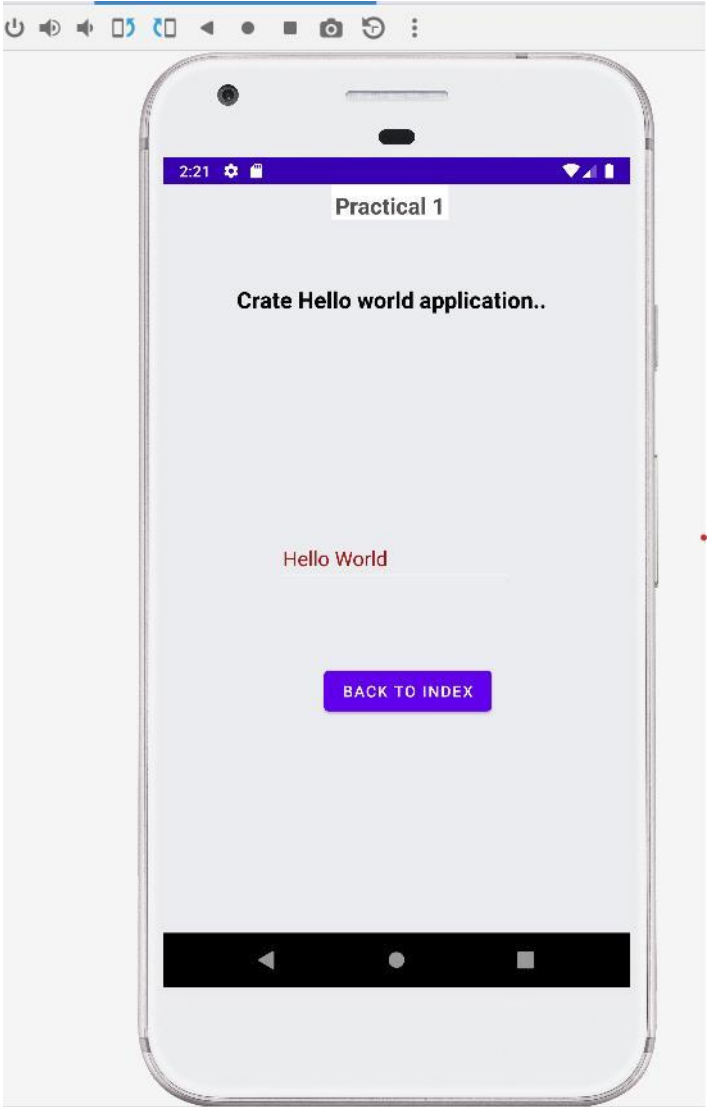 2:21
Practical 1
Crate Hello world application..
Hello World
BACK TO INDEX